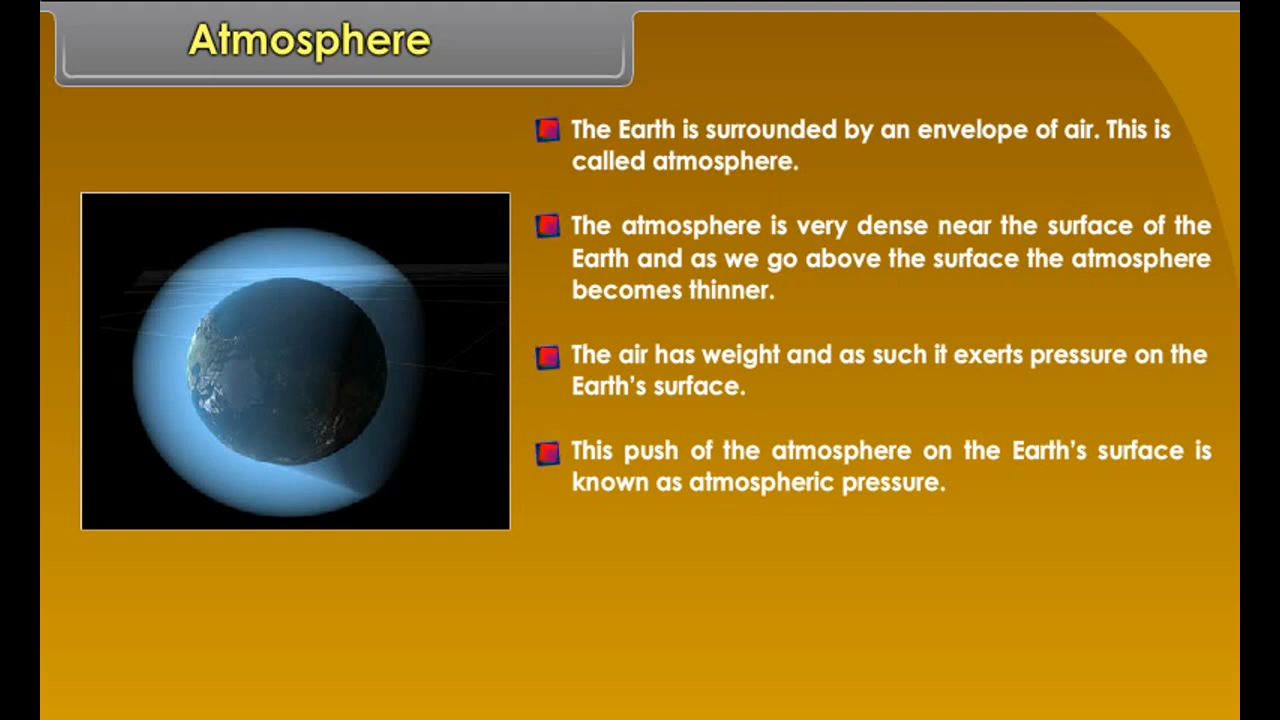 Atmosphere
The Earth is surrounded by an envelope of air. This is
called atmosphere.
The atmosphere is very dense near the surface of the
Earth and as we go above the surface the atmosphere
becomes thinner.
The air has weight and as such it exerts pressure on the
Earth's surface.
This push of the atmosphere on the Earth's surface is
known as atmospheric pressure.